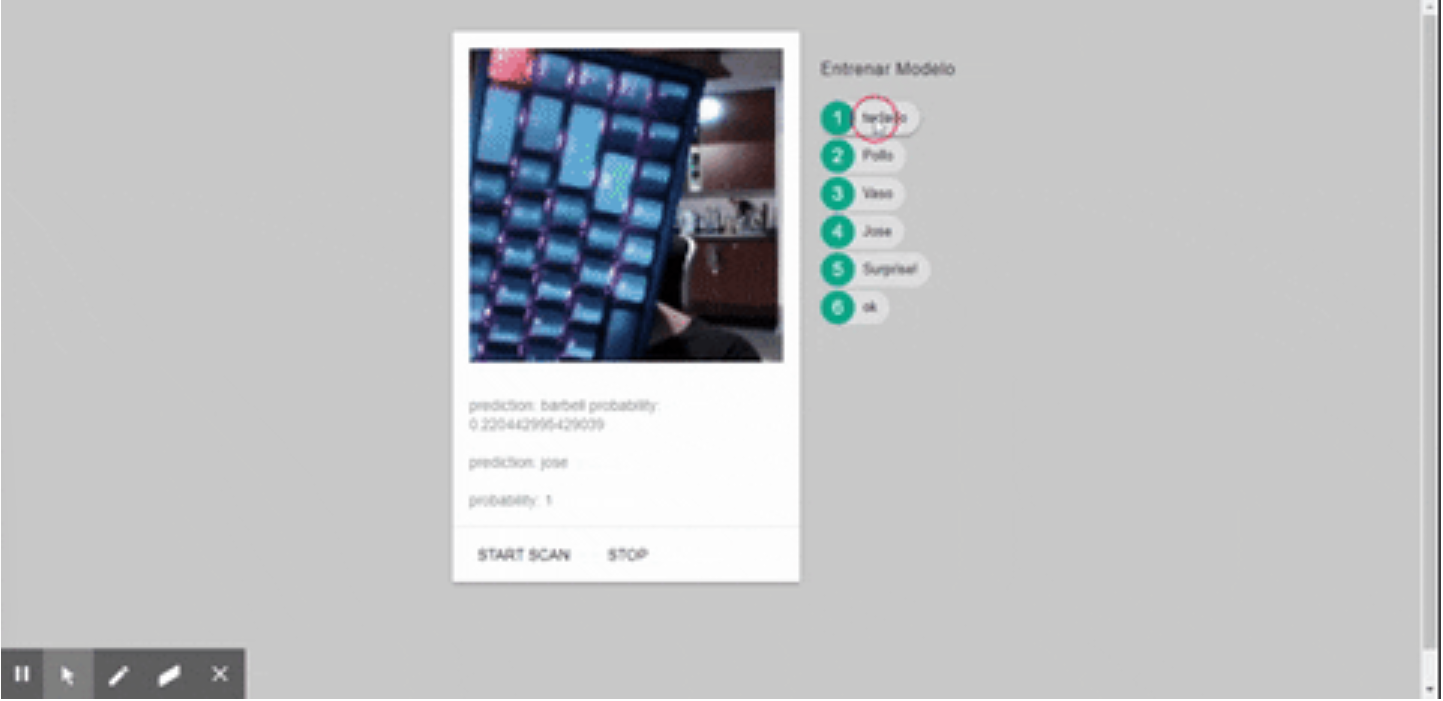 Entrenar Modelo
1 teclado
2 Pollo
3 Vaso
4 Jose
5 Surprise!
6 ok
prediction: barbell probability:
0.220442995429039
prediction: jose
probability: 1
START SCAN STOP